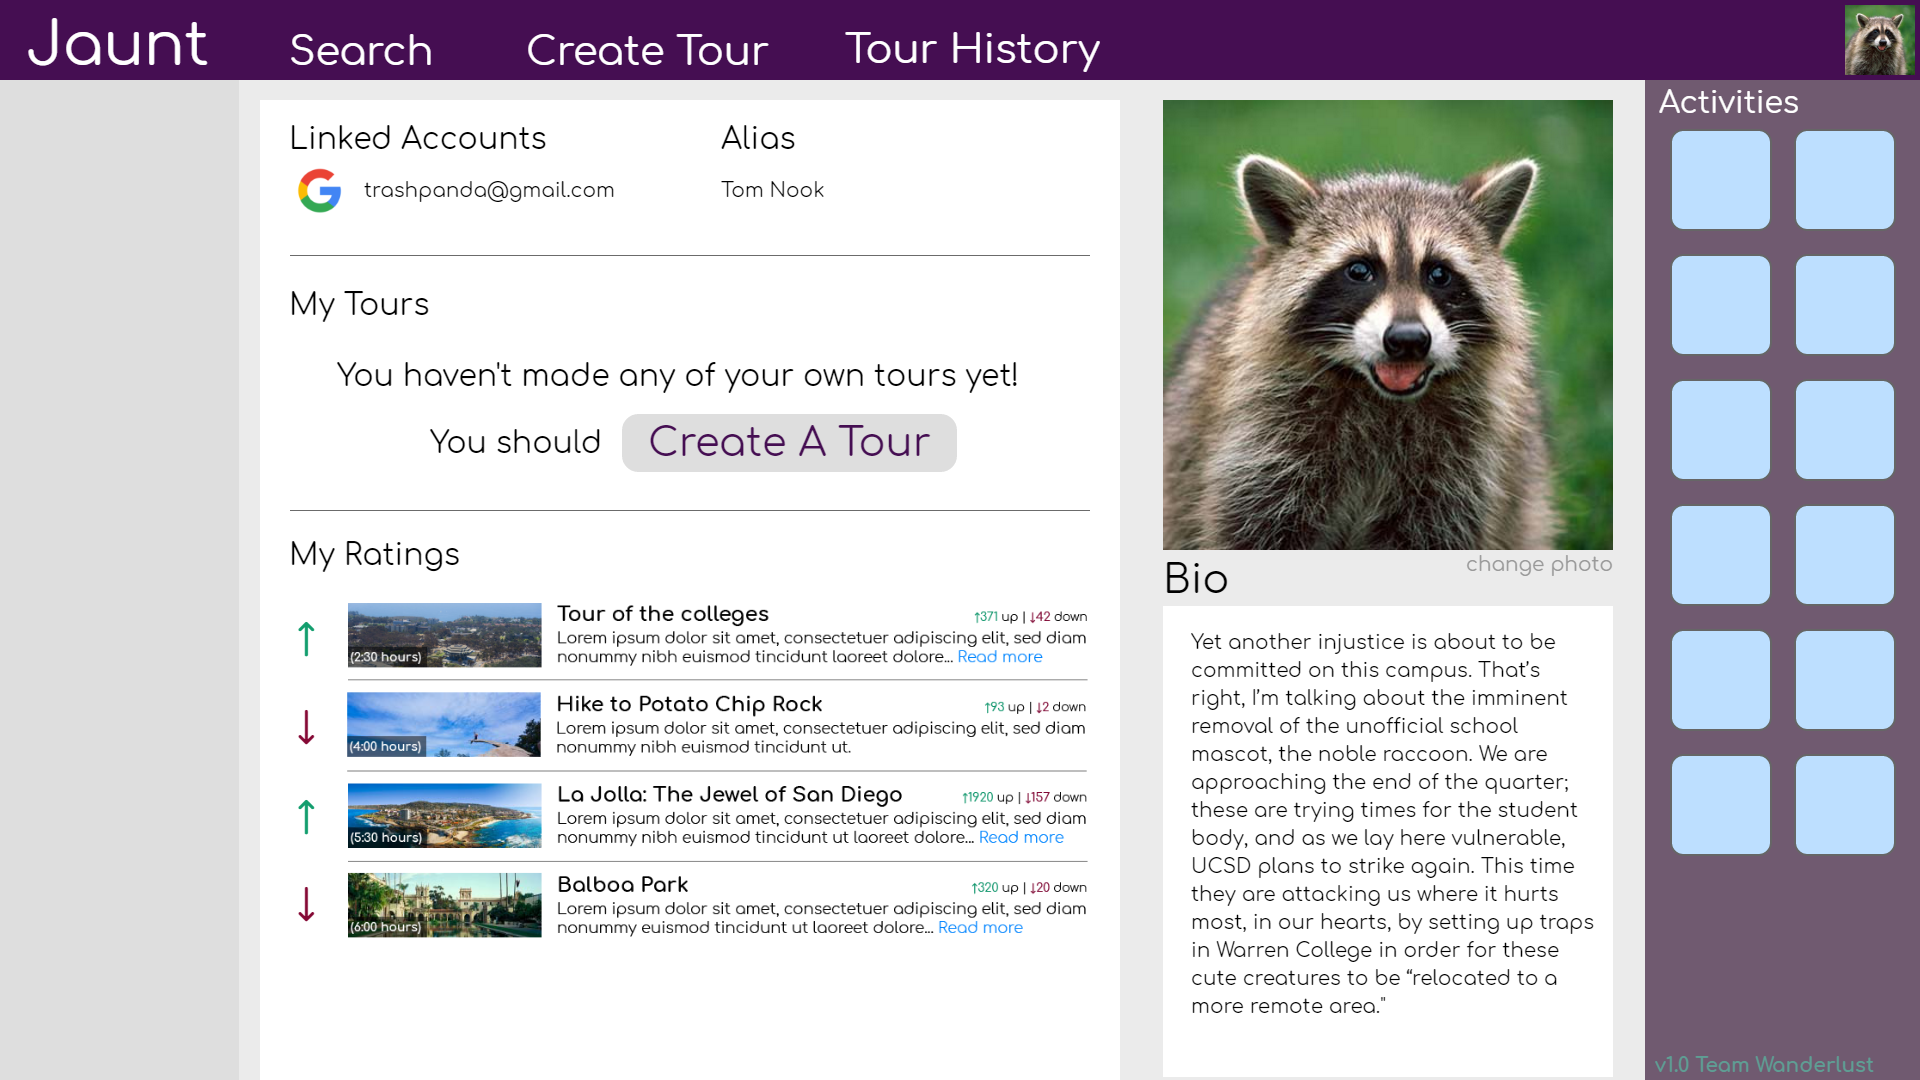 Jaunt
Search
Create Tour
Tour History
Linked Accounts
trashpanda@gmail.com
Alias
Tom Nook
My Tours
You haven't made any of your own tours yet!
You should
Create A Tour
My Ratings
(2:30 hours)
Tour of the colleges
↑371 up | ↓42 down
Lorem ipsum dolor sit amet, consectetuer adipiscing elit, sed diam
nonummy nibh euismod tincidunt laoreet dolore... Read more
(4:00 hours)
Hike to Potato Chip Rock
↑93 up | ↓2 down
Lorem ipsum dolor sit amet, consectetuer adipiscing elit, sed diam
nonummy nibh euismod tincidunt ut.
(5:30 hours)
La Jolla: The Jewel of San Diego
↑1920 up | ↓157 down
Lorem ipsum dolor sit amet, consectetuer adipiscing elit, sed diam
nonummy nibh euismod tincidunt ut laoreet dolore... Read more
(6:00 hours)
Balboa Park
↑320 up | ↓20 down
Lorem ipsum dolor sit amet, consectetuer adipiscing elit, sed diam
nonummy euismod tincidunt ut laoreet dolore... Read more
change photo
Bio
Yet another injustice is about to be
committed on this campus. That’s
right, I’m talking about the imminent
removal of the unofficial school
mascot, the noble raccoon. We are
approaching the end of the quarter;
these are trying times for the student
body, and as we lay here vulnerable,
UCSD plans to strike again. This time
they are attacking us where it hurts
most, in our hearts, by setting up traps
in Warren College in order for these
cute creatures to be “relocated to a
more remote area."
Activities
v1.0 Team Wanderlust